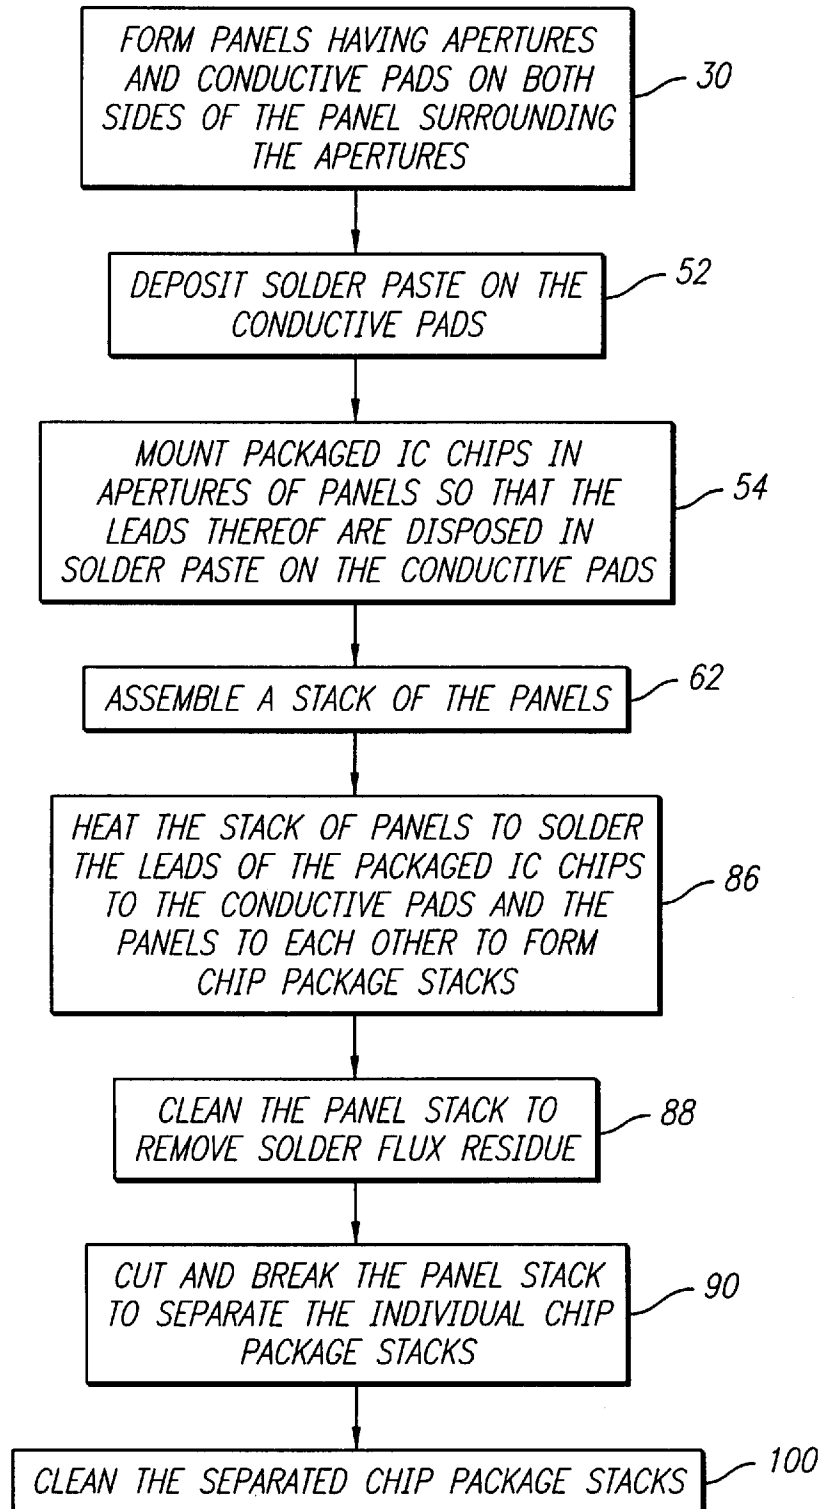 FORM PANELS HAVING APERTURES
AND CONDUCTIVE PADS ON BOTH
SIDES OF THE PANEL SURROUNDING
THE APERTURES
30
DEPOSIT SOLDER PASTE ON THE
CONDUCTIVE PADS
52
MOUNT PACKAGED IC CHIPS IN
APERTURES OF PANELS SO THAT THE
LEADS THEREOF ARE DISPOSED IN
SOLDER PASTE ON THE CONDUCTIVE PADS
54
ASSEMBLE A STACK OF THE PANELS
62
HEAT THE STACK OF PANELS TO SOLDER
THE LEADS OF THE PACKAGED IC CHIPS
TO THE CONDUCTIVE PADS AND THE
PANELS TO EACH OTHER TO FORM
CHIP PACKAGE STACKS
86
CLEAN THE PANEL STACK TO
REMOVE SOLDER FLUX RESIDUE
88
CUT AND BREAK THE PANEL STACK
TO SEPARATE THE INDIVIDUAL CHIP
PACKAGE STACKS
90
CLEAN THE SEPARATED CHIP PACKAGE STACKS
100